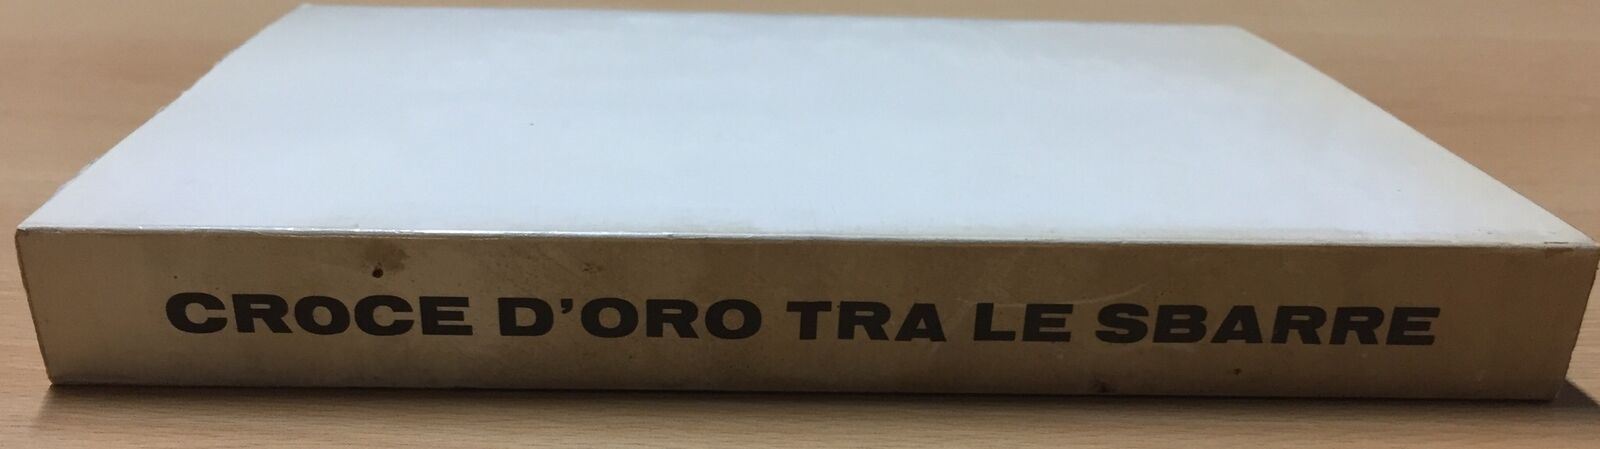 CROCE D'ORO TRA LE SBARRE